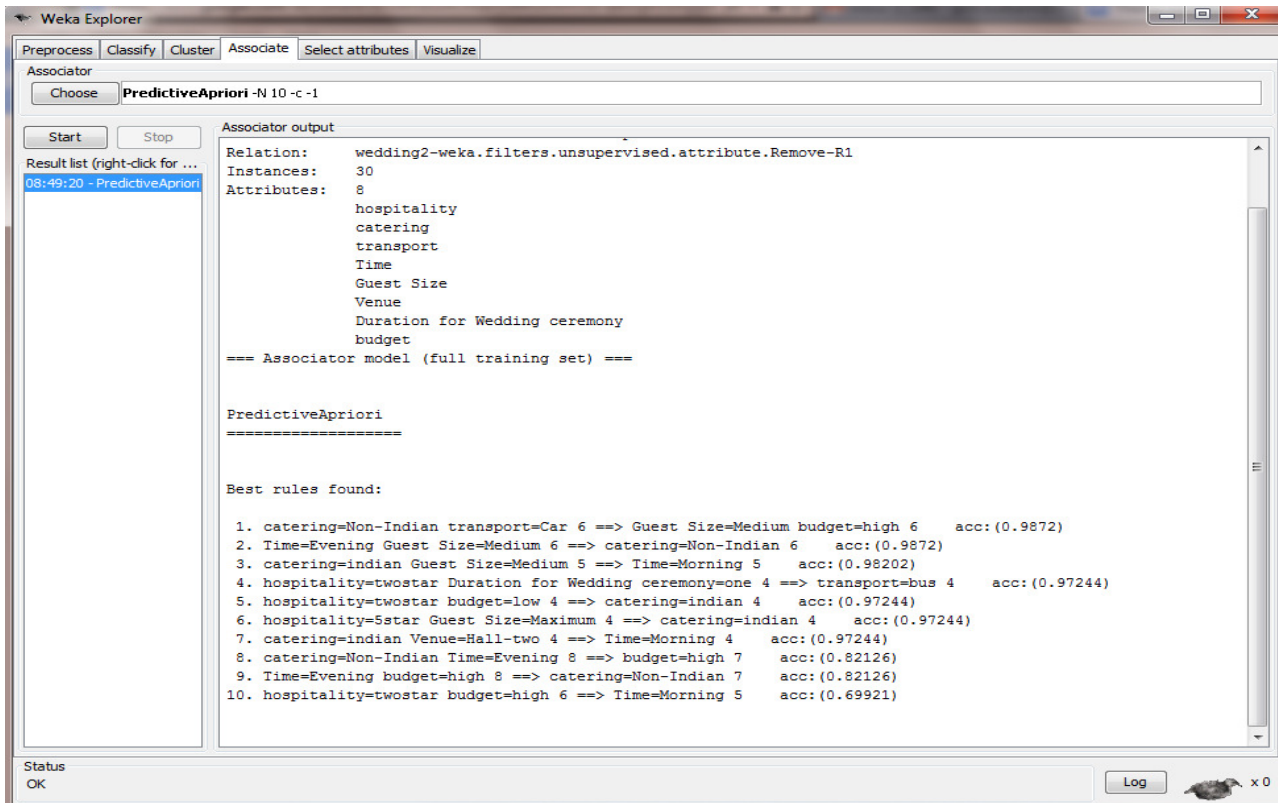 Weka Explorer
Preprocess Classify Cluster Associate Select attributes Visualize
Associator
Choose PredictiveApriori -N 10 -c -1
Start Stop
Result list (right-click for ...
08:49:20 - PredictiveApriori
Associator output
Relation: wedding2-weka.filters.unsupervised.attribute.Remove-R1
Instances: 30
Attributes: 8
hospitality
catering
transport
Time
Guest Size
Venue
Duration for Wedding ceremony
budget
=== Associator model (full training set) ===
PredictiveApriori
===================
Best rules found:
1. catering=Non-Indian transport=Car 6 ==> Guest Size=Medium budget=high 6 acc:(0.9872)
2. Time=Evening Guest Size=Medium 6 ==> catering=Non-Indian 6 acc:(0.9872)
3. catering=indian Guest Size=Medium 5 ==> Time=Morning 5 acc:(0.98202)
4. hospitality=twostar Duration for Wedding ceremony=one 4 ==> transport=bus 4 acc:(0.97244)
5. hospitality=twostar budget=low 4 ==> catering=indian 4 acc:(0.97244)
6. hospitality=5star Guest Size=Maximum 4 ==> catering=indian 4 acc:(0.97244)
7. catering=indian Venue=Hall-two 4 ==> Time=Morning 4 acc:(0.97244)
8. catering=Non-Indian Time=Evening 8 ==> budget=high 7 acc:(0.82126)
9. Time=Evening budget=high 8 ==> catering=Non-Indian 7 acc:(0.82126)
10. hospitality=twostar budget=high 6 ==> Time=Morning 5 acc:(0.69921)
Status
OK
Log
x 0